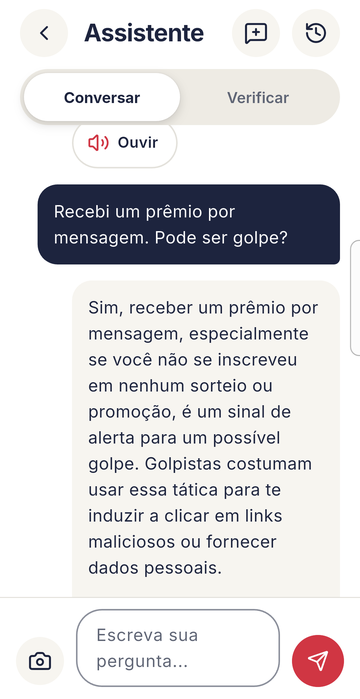 Assistente
Conversar
Verificar
Ouvir
Recebi um prêmio por
mensagem. Pode ser golpe?
Sim, receber um prêmio por
mensagem, especialmente
se você não se inscreveu
em nenhum sorteio ou
promoção, é um sinal de
alerta para um possível
golpe. Golpistas costumam
usar essa tática para te
induzir a clicar em links
maliciosos ou fornecer
dados pessoais.
Escreva sua
pergunta...